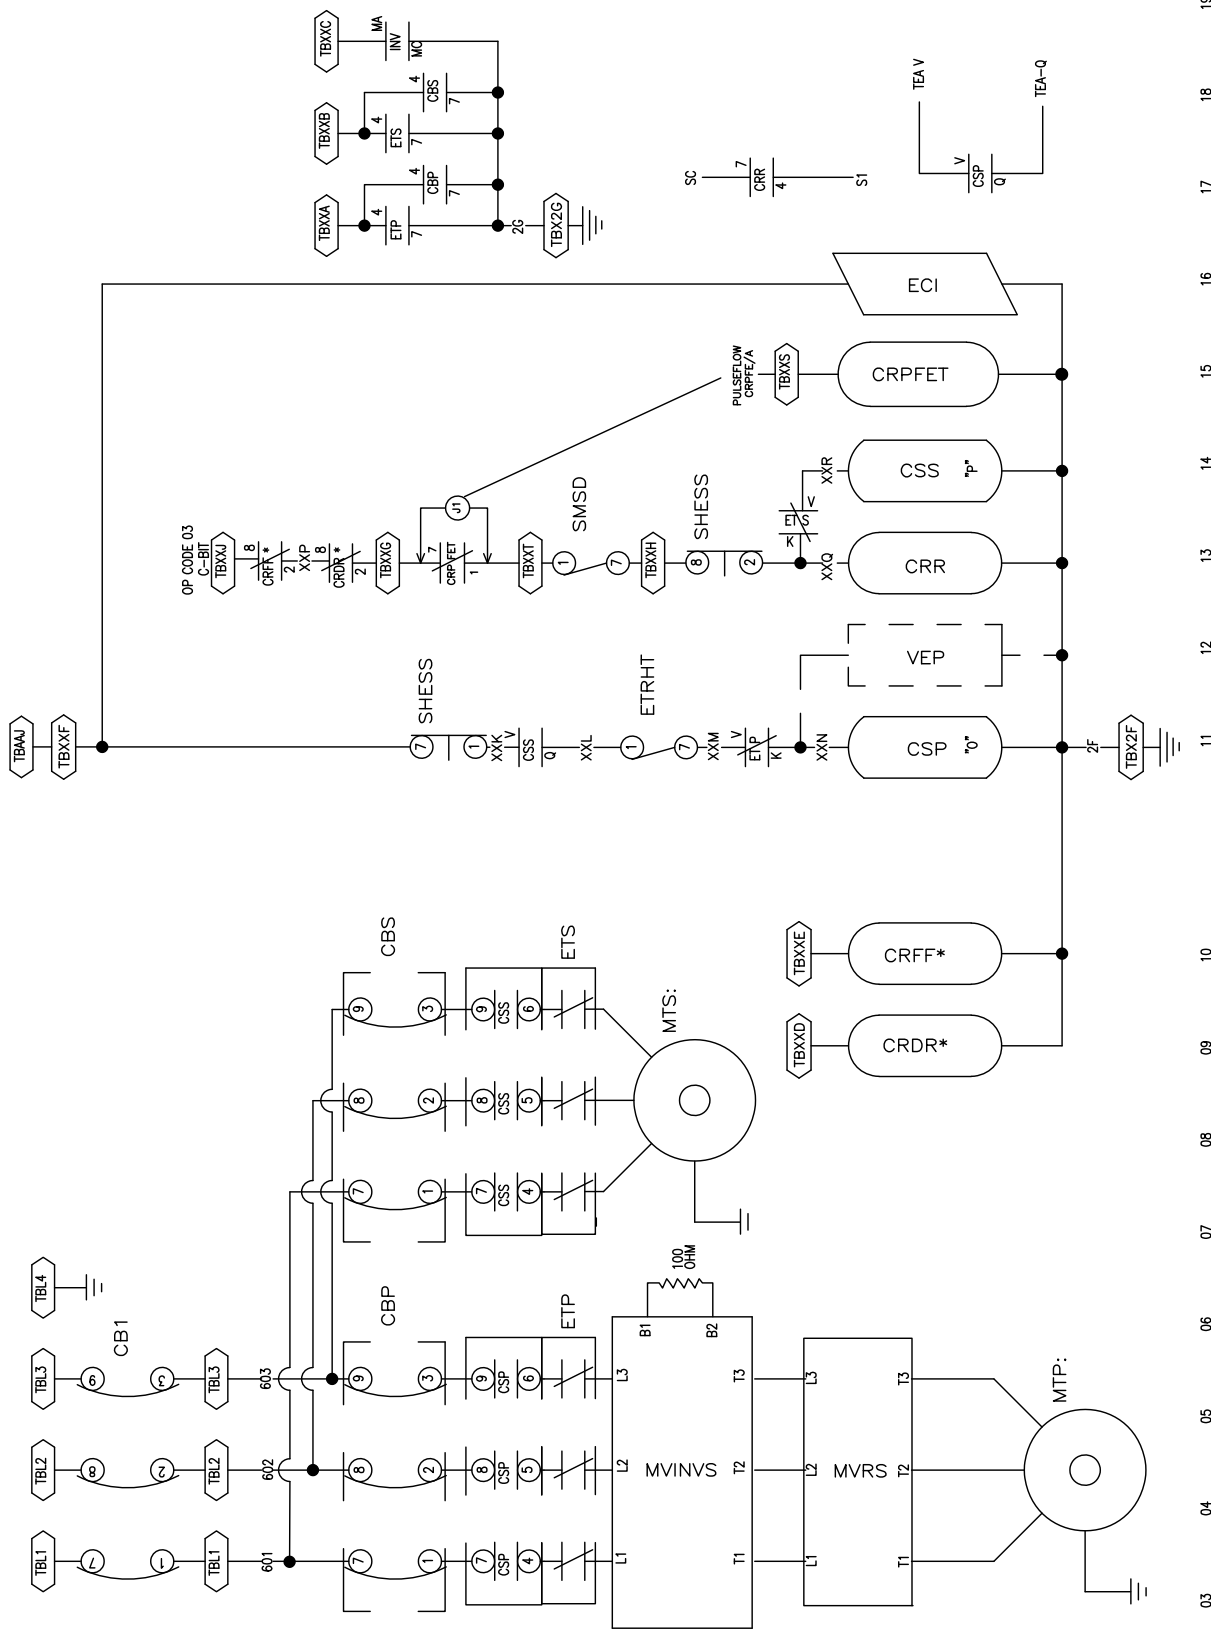 TBL1
TBL2
TBL3
TBL4
7
8
9
CB1
1
2
3
TBL1
TBL2
TBL3
601
602
603
7
8
9
CBP
1
2
3
7
8
9
CSP
CSP
CSP
4
5
6
ETP
L1
L2
L3
B1
B2
100
OHM
MVINVS
T1
T2
T3
L1
L2
L3
MVRS
T1
T2
T3
MTP:
7
8
9
CBS
1
2
3
7
8
9
CSS
CSS
CSS
4
5
6
ETS
MTS:
TBXXD
TBXXE
CRDR*
CRFF*
TBAAJ
TBXXF
7
SHESS
1
XXK
V
CSS
Q
XXL
1
ETRHT
7
XXM
V
ETP
K
XXN
CSP
"O"
VEP
2F
TBX2F
OP CODE 03
C-BIT
TBXXJ
8
CRFF*
2
XXP
8
CRDR*
2
TBXXG
7
CRPFET
1
J1
TBXXT
1
SMSD
7
TBXXH
8
SHESS
2
XXQ
CRR
V
ETS
K
XXR
CSS
"P"
PULSEFLOW
CRPFE/A
TBXXS
CRPFET
ECI
TBXXA
TBXXB
TBXXC
4
ETP
7
4
CBP
7
4
ETS
7
4
CBS
7
MA
INV
MC
2G
TBX2G
SC
7
CRR
4
S1
TEA V
V
CSP
Q
TEA-Q
03
04
05
06
07
08
09
10
11
12
13
14
15
16
17
18
19